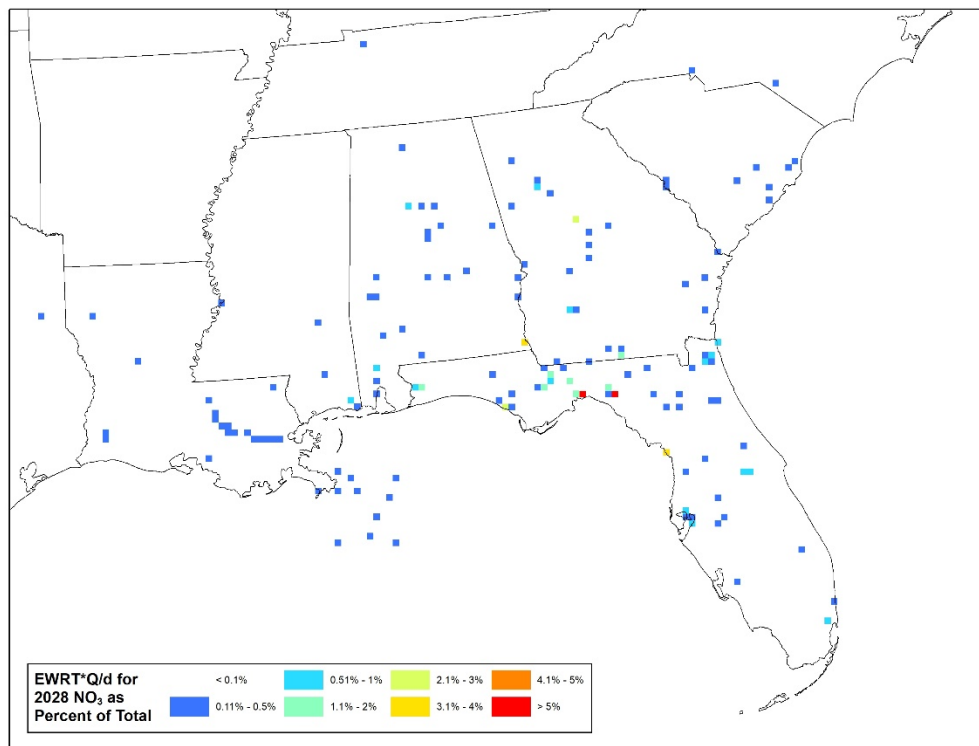 EWRT*Q/d for
2028 NO₃ as
Percent of Total
< 0.1%
0.11% - 0.5%
0.51% - 1%
1.1% - 2%
2.1% - 3%
3.1% - 4%
4.1% - 5%
> 5%